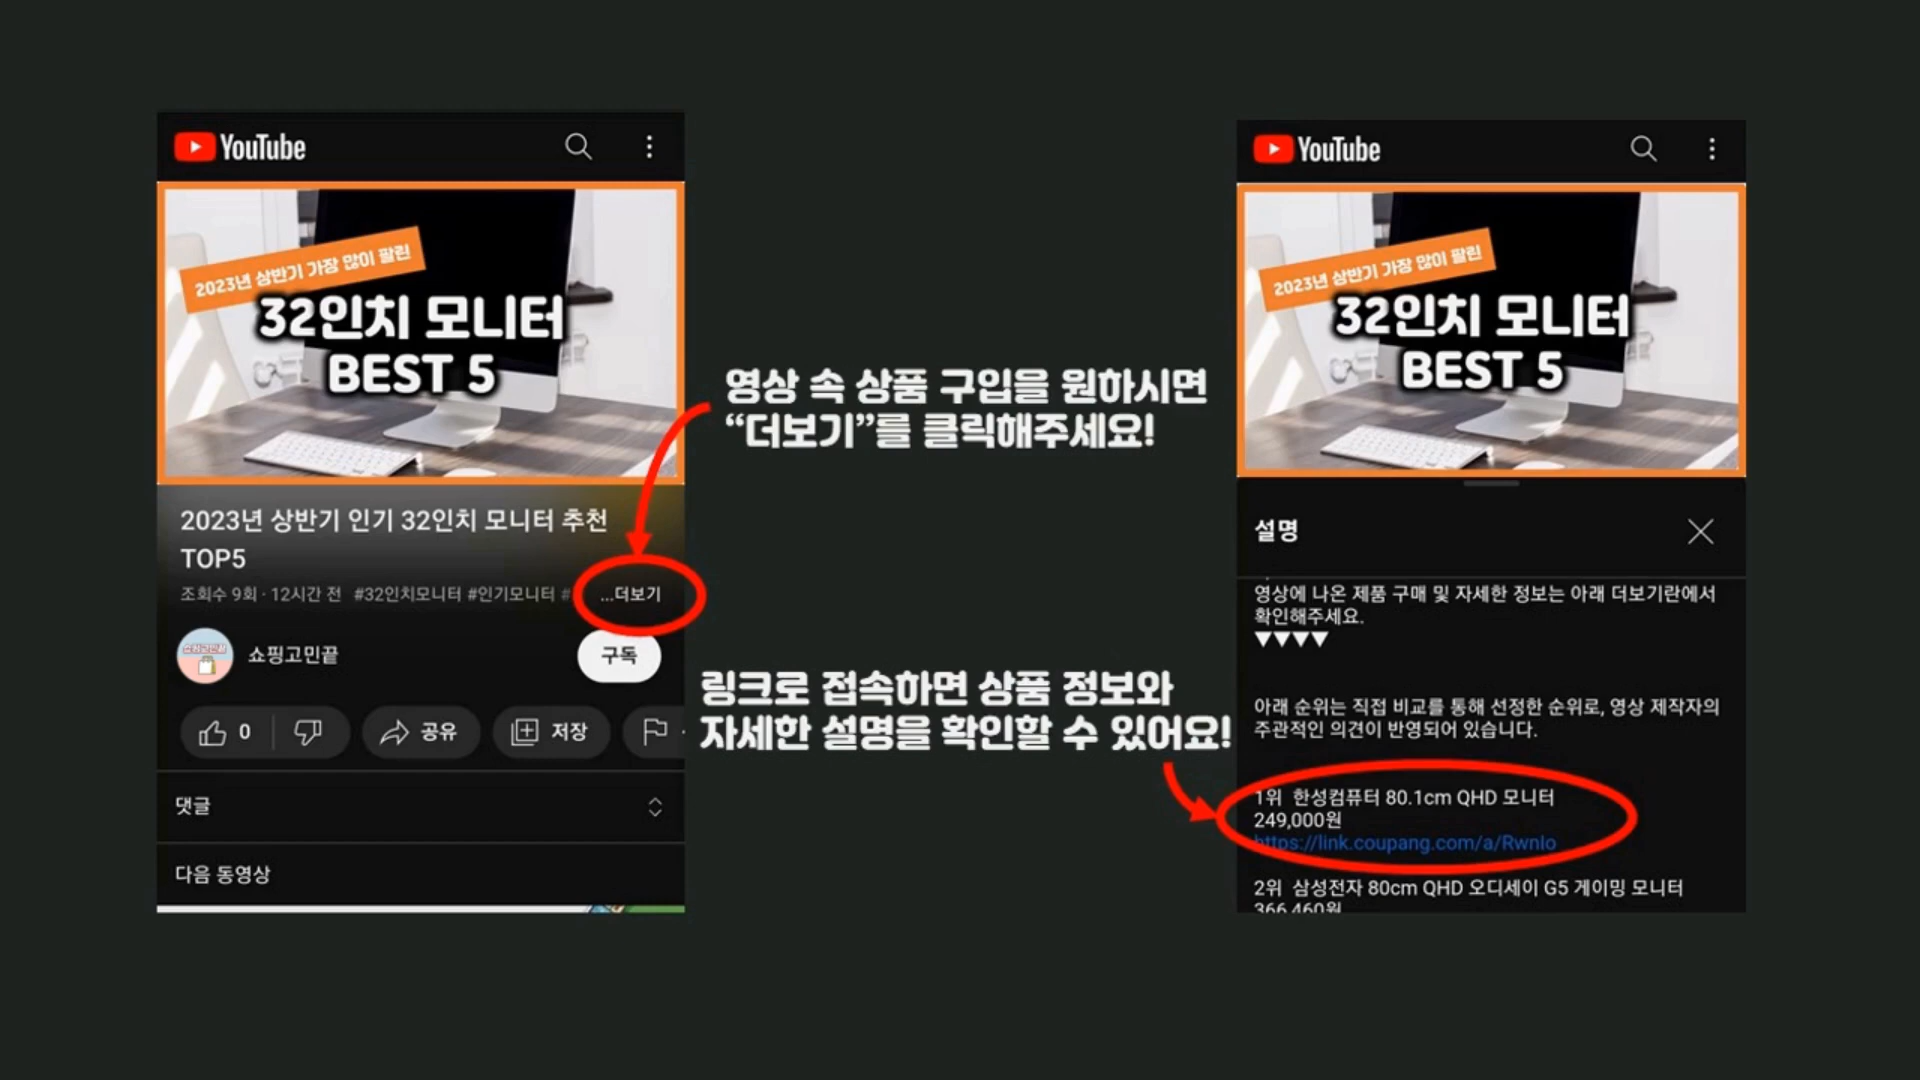 YouTube
2023년 상반기 가장 많이 팔린
32인치 모니터
BEST 5
2023년 상반기 인기 32인치 모니터 추천
TOP5
조회수 9회 · 12시간 전 #32인치모니터 #인기모니터 # ...더보기
쇼핑고민끝
쇼핑고민끝
구독
0
공유
저장
댓글
다음 동영상
영상 속 상품 구입을 원하시면
“더보기”를 클릭해주세요!
링크로 접속하면 상품 정보와
자세한 설명을 확인할 수 있어요!
YouTube
2023년 상반기 가장 많이 팔린
32인치 모니터
BEST 5
설명
영상에 나온 제품 구매 및 자세한 정보는 아래 더보기란에서
확인해주세요.
▼▼▼▼
아래 순위는 직접 비교를 통해 선정한 순위로, 영상 제작자의
주관적인 의견이 반영되어 있습니다.
1위 한성컴퓨터 80.1cm QHD 모니터
249,000원
https://link.coupang.com/a/RwnIo
2위 삼성전자 80cm QHD 오디세이 G5 게이밍 모니터
366,460원